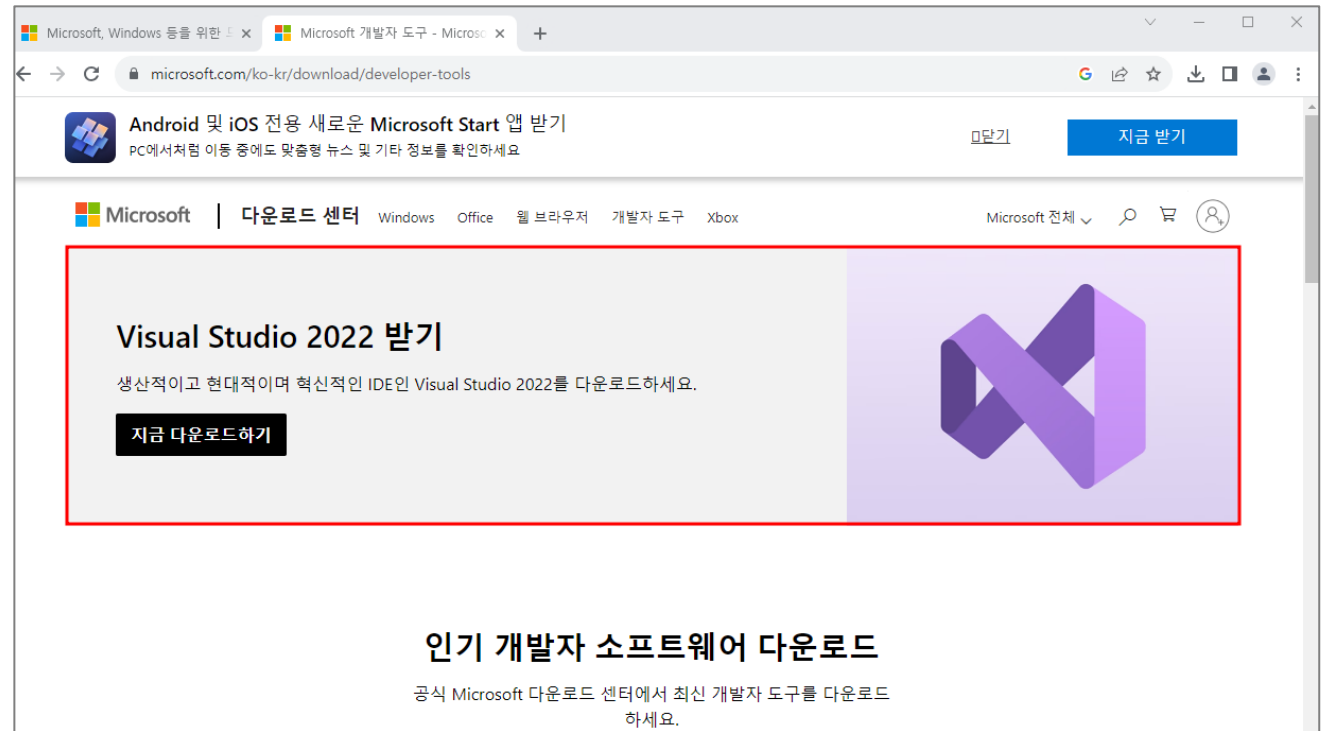 Microsoft, Windows 등을 위한
Microsoft 개발자 도구 - Microsc
microsoft.com/ko-kr/download/developer-tools
Android 및 iOS 전용 새로운 Microsoft Start 앱 받기
PC에서처럼 이동 중에도 맞춤형 뉴스 및 기타 정보를 확인하세요
닫기
지금 받기
Microsoft
다운로드 센터 Windows Office 웹 브라우저 개발자 도구 Xbox
Microsoft 전체
Visual Studio 2022 받기
생산적이고 현대적이며 혁신적인 IDE인 Visual Studio 2022를 다운로드하세요.
지금 다운로드하기
인기 개발자 소프트웨어 다운로드
공식 Microsoft 다운로드 센터에서 최신 개발자 도구를 다운로드
하세요.